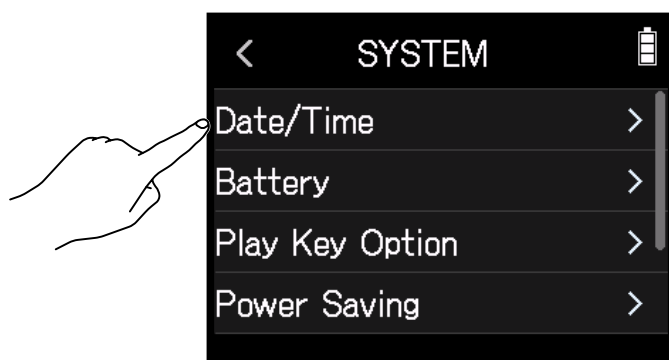 SYSTEM
Date/Time
Battery
Play Key Option
Power Saving